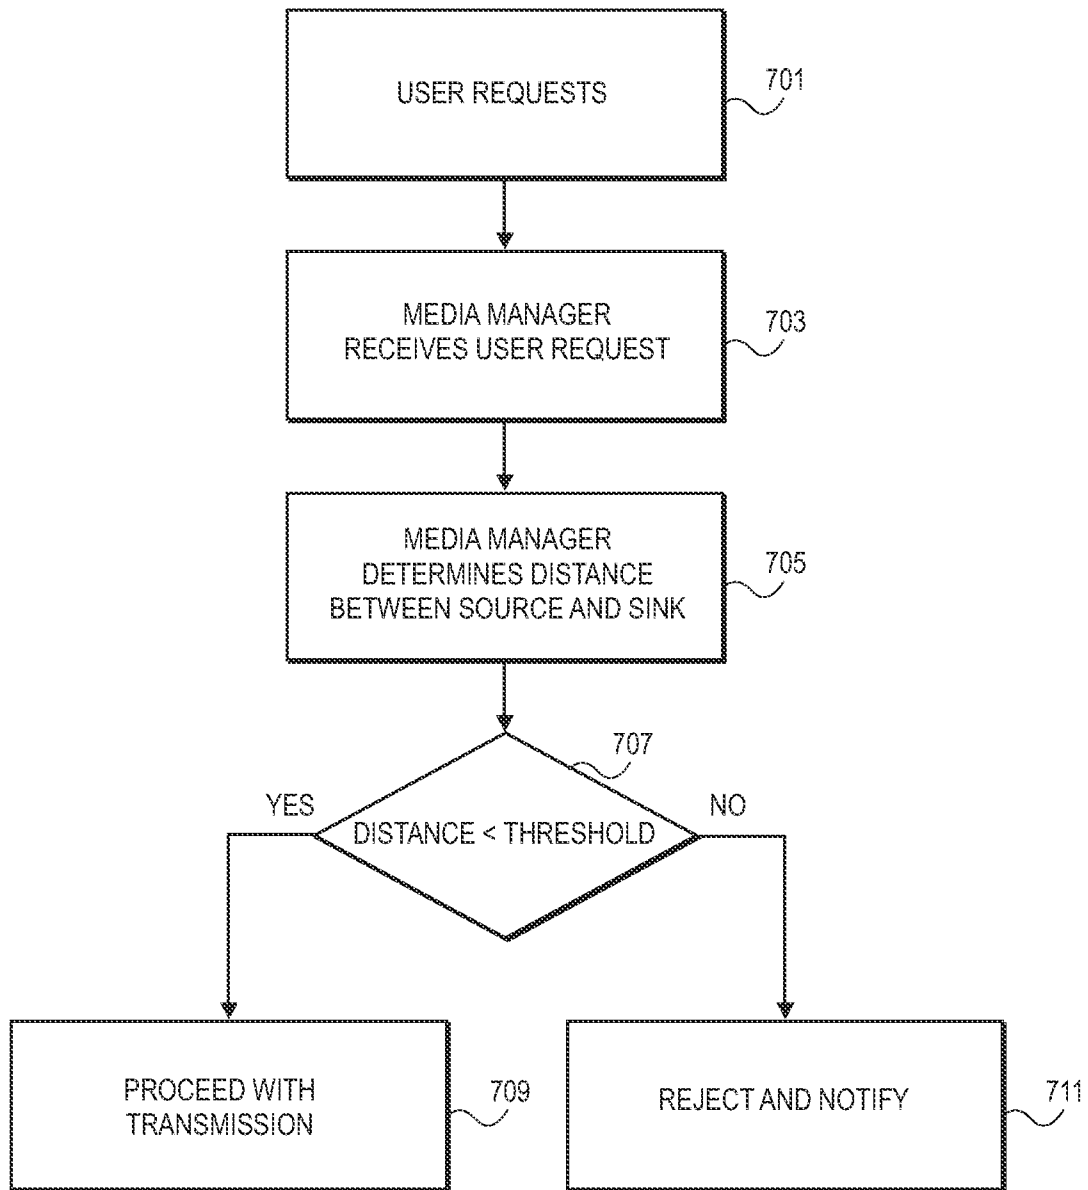 USER REQUESTS
701
MEDIA MANAGER
RECEIVES USER REQUEST
703
MEDIA MANAGER
DETERMINES DISTANCE
BETWEEN SOURCE AND SINK
705
707
YES
NO
DISTANCE < THRESHOLD
PROCEED WITH
TRANSMISSION
709
REJECT AND NOTIFY
711